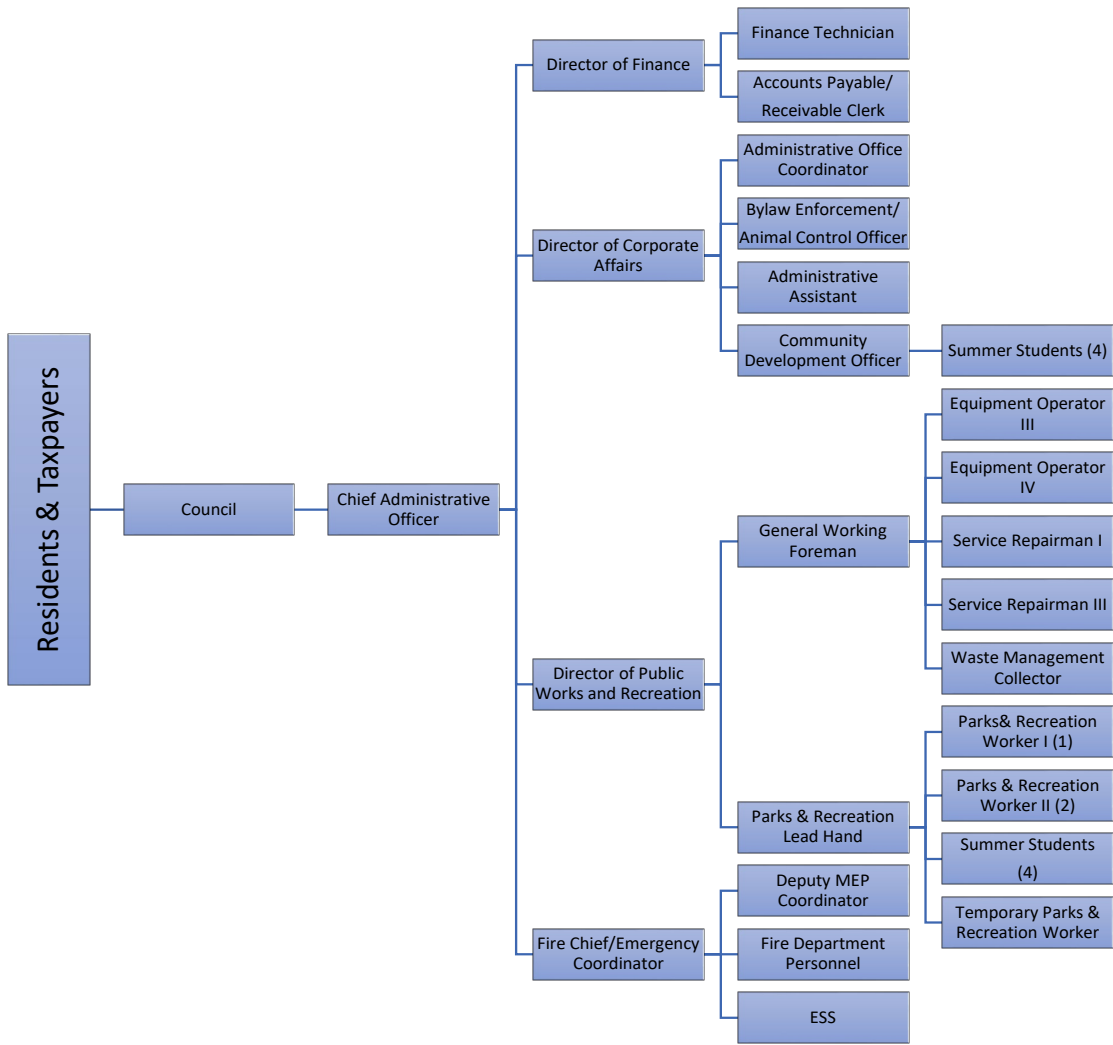 Residents & Taxpayers
Council
Chief Administrative
Officer
Director of Finance
Finance Technician
Accounts Payable/
Receivable Clerk
Director of Corporate
Affairs
Administrative Office
Coordinator
Bylaw Enforcement/
Animal Control Officer
Administrative
Assistant
Community
Development Officer
Summer Students (4)
Director of Public
Works and Recreation
General Working
Foreman
Equipment Operator
III
Equipment Operator
IV
Service Repairman I
Service Repairman III
Waste Management
Collector
Parks & Recreation
Lead Hand
Parks& Recreation
Worker I (1)
Parks & Recreation
Worker II (2)
Summer Students
(4)
Temporary Parks &
Recreation Worker
Fire Chief/Emergency
Coordinator
Deputy MEP
Coordinator
Fire Department
Personnel
ESS